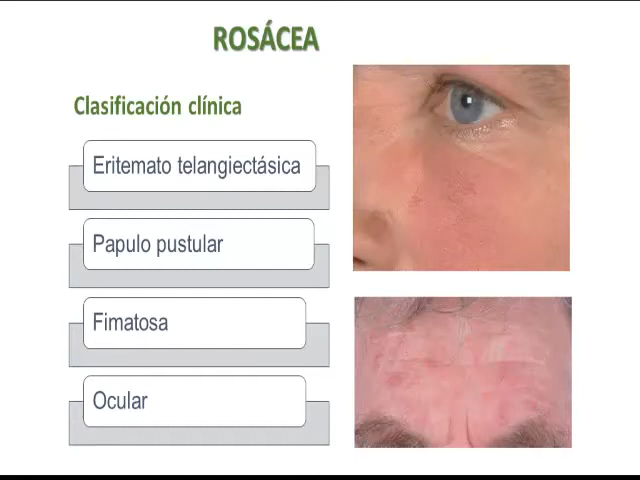 ROSÁCEA
Clasificación clínica
Eritemato telangiectásica
Papulo pustular
Fimatosa
Ocular